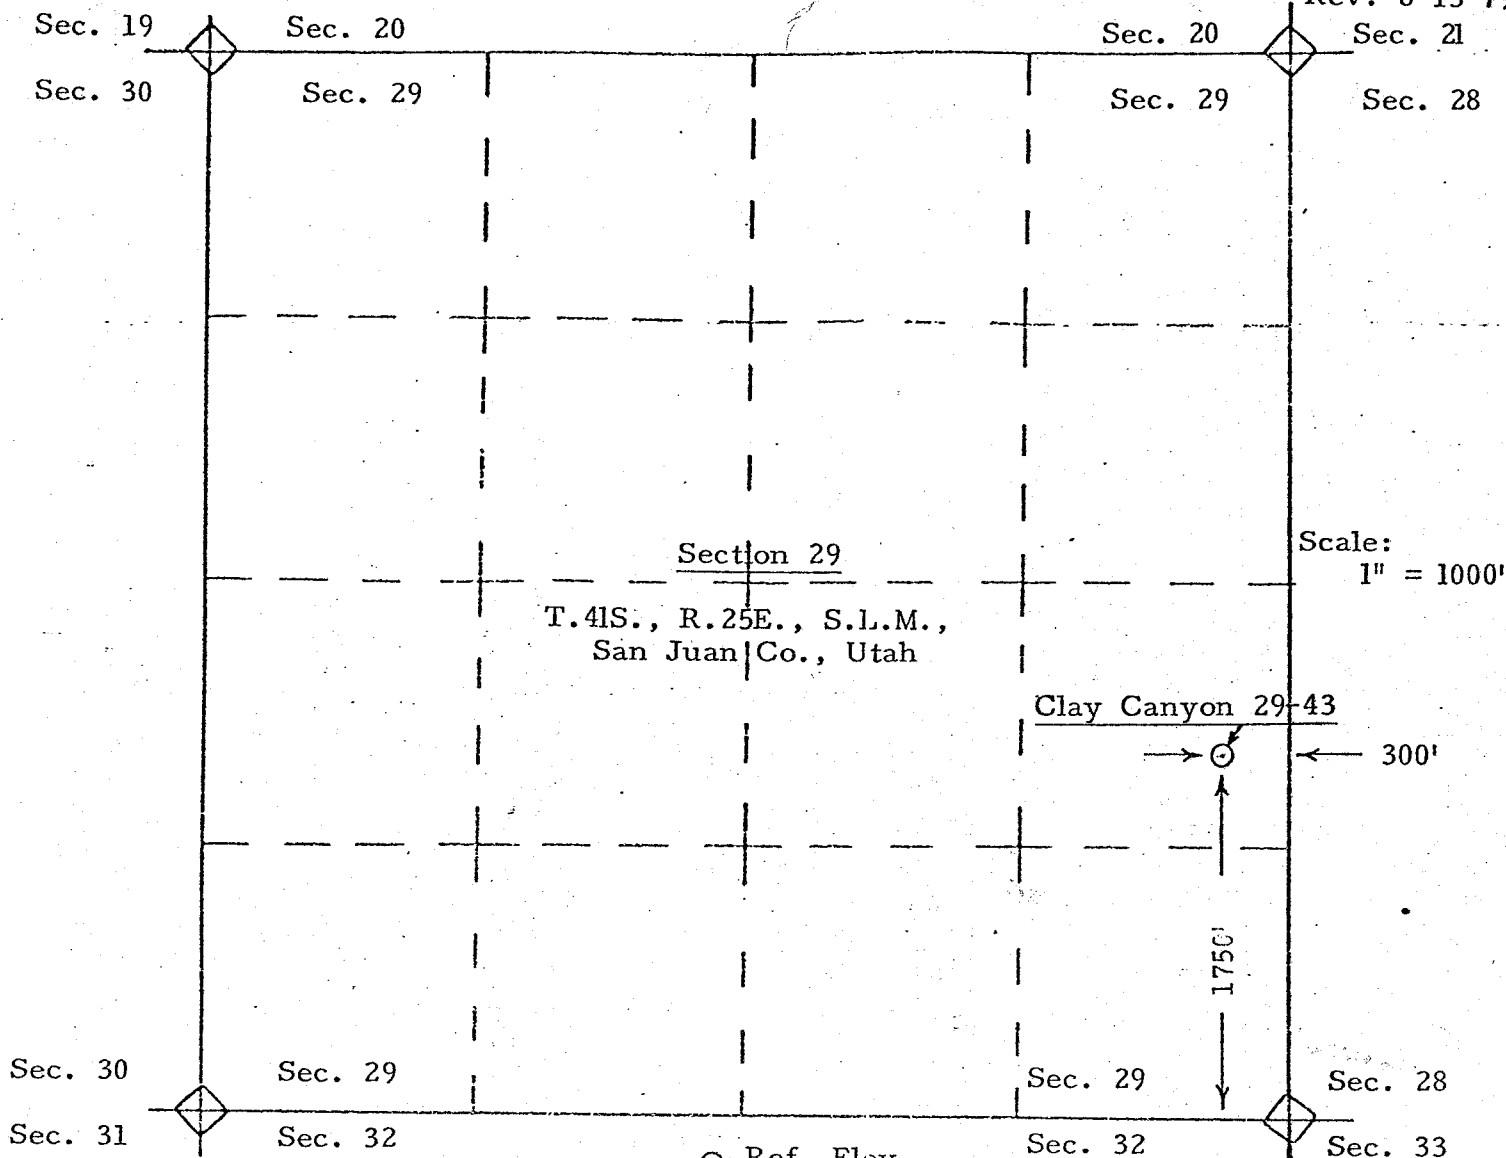 Sec. 19 Sec. 20 Sec. 20 Sec. 21
Sec. 30 Sec. 29 Sec. 29 Sec. 28
Scale:
1" = 1000'
Section 29
T.41S., R.25E., S.L.M.,
San Juan Co., Utah
Clay Canyon 29-43
300'
1750'
Sec. 30 Sec. 29 Sec. 29 Sec. 28
Sec. 31 Sec. 32 Sec. 32 Sec. 33
Ref. Elev